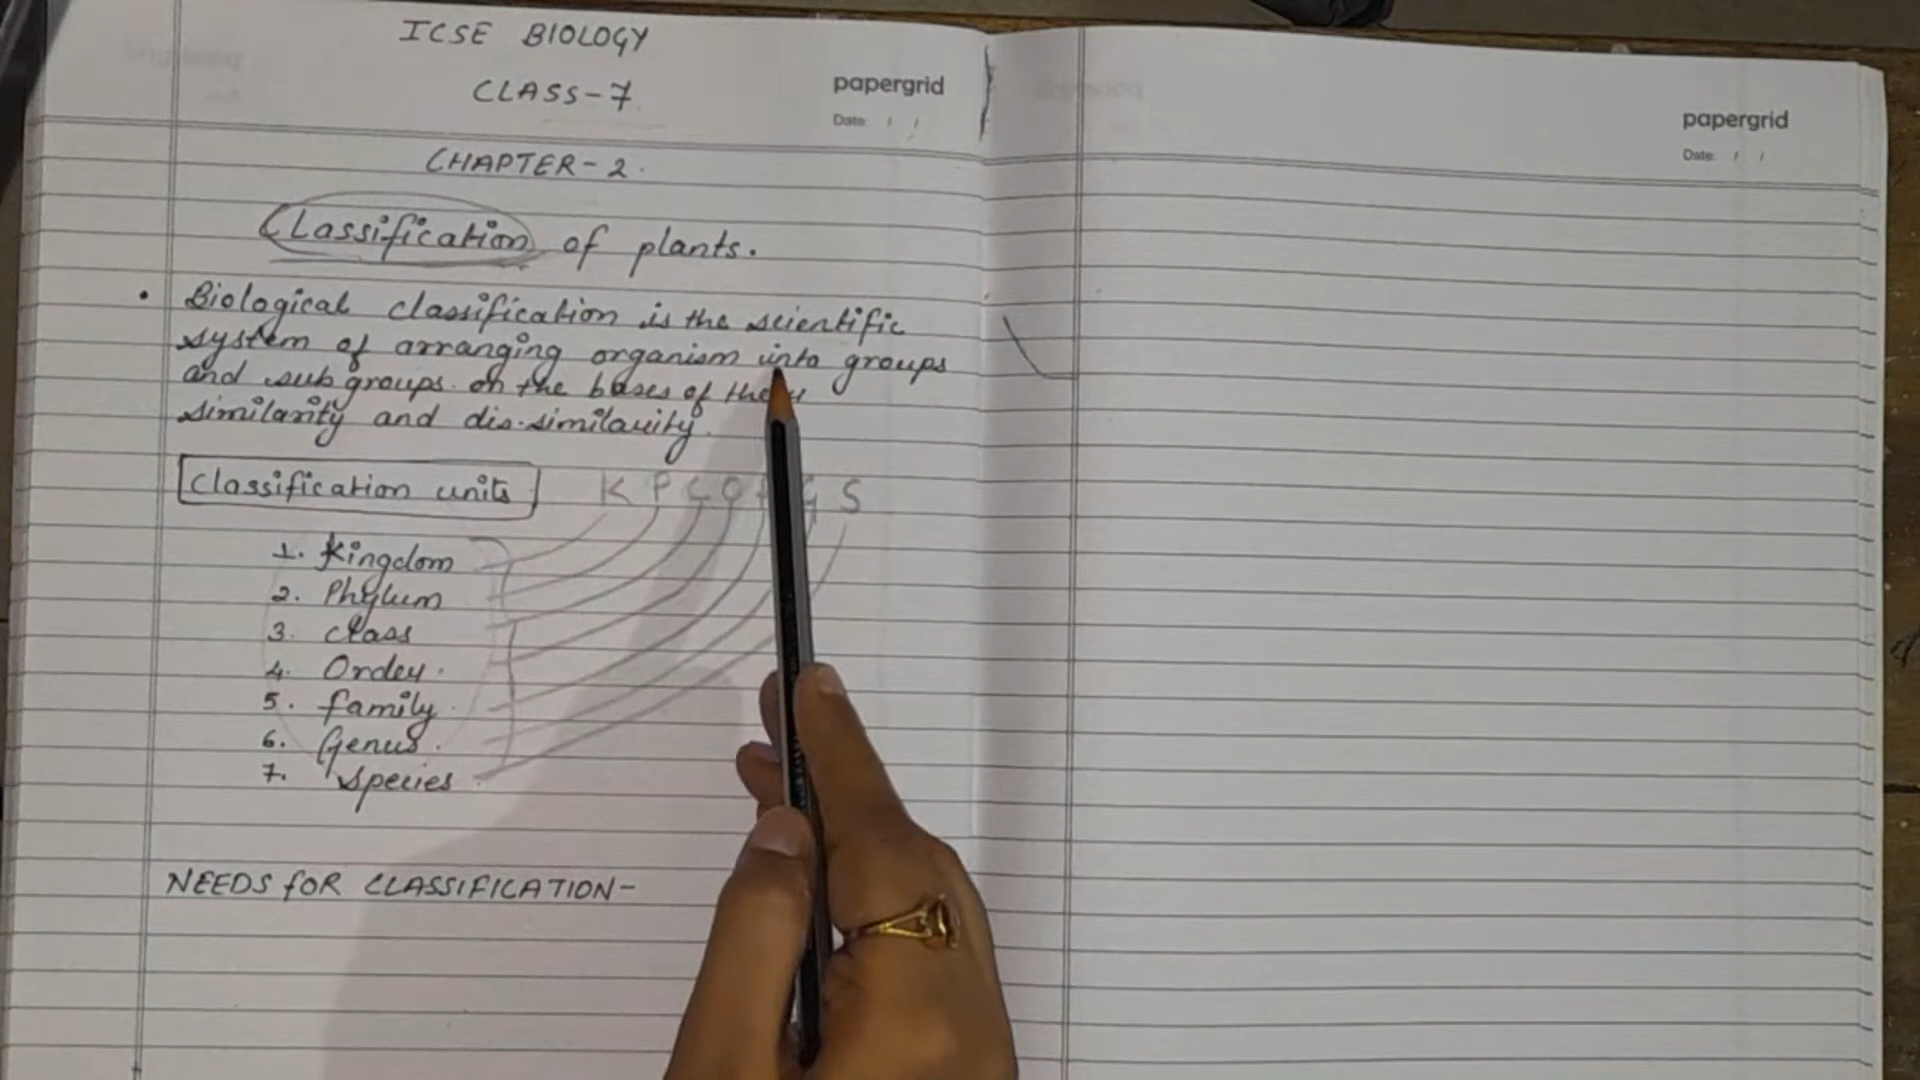 ICSE BIOLOGY
CLASS-7
papergrid
Date: / /
CHAPTER-2.
Classification of plants.
• Biological classification is the scientific
system of arranging organism into groups
and sub groups. on the bases of
similarity and dis-similarity.
Classification units
K P C O F G S
1. Kingdom
2. Phylum
3. class
4. Order.
5. family.
6. Genus.
7. species
NEEDS FOR CLASSIFICATION-
papergrid
Date: / /